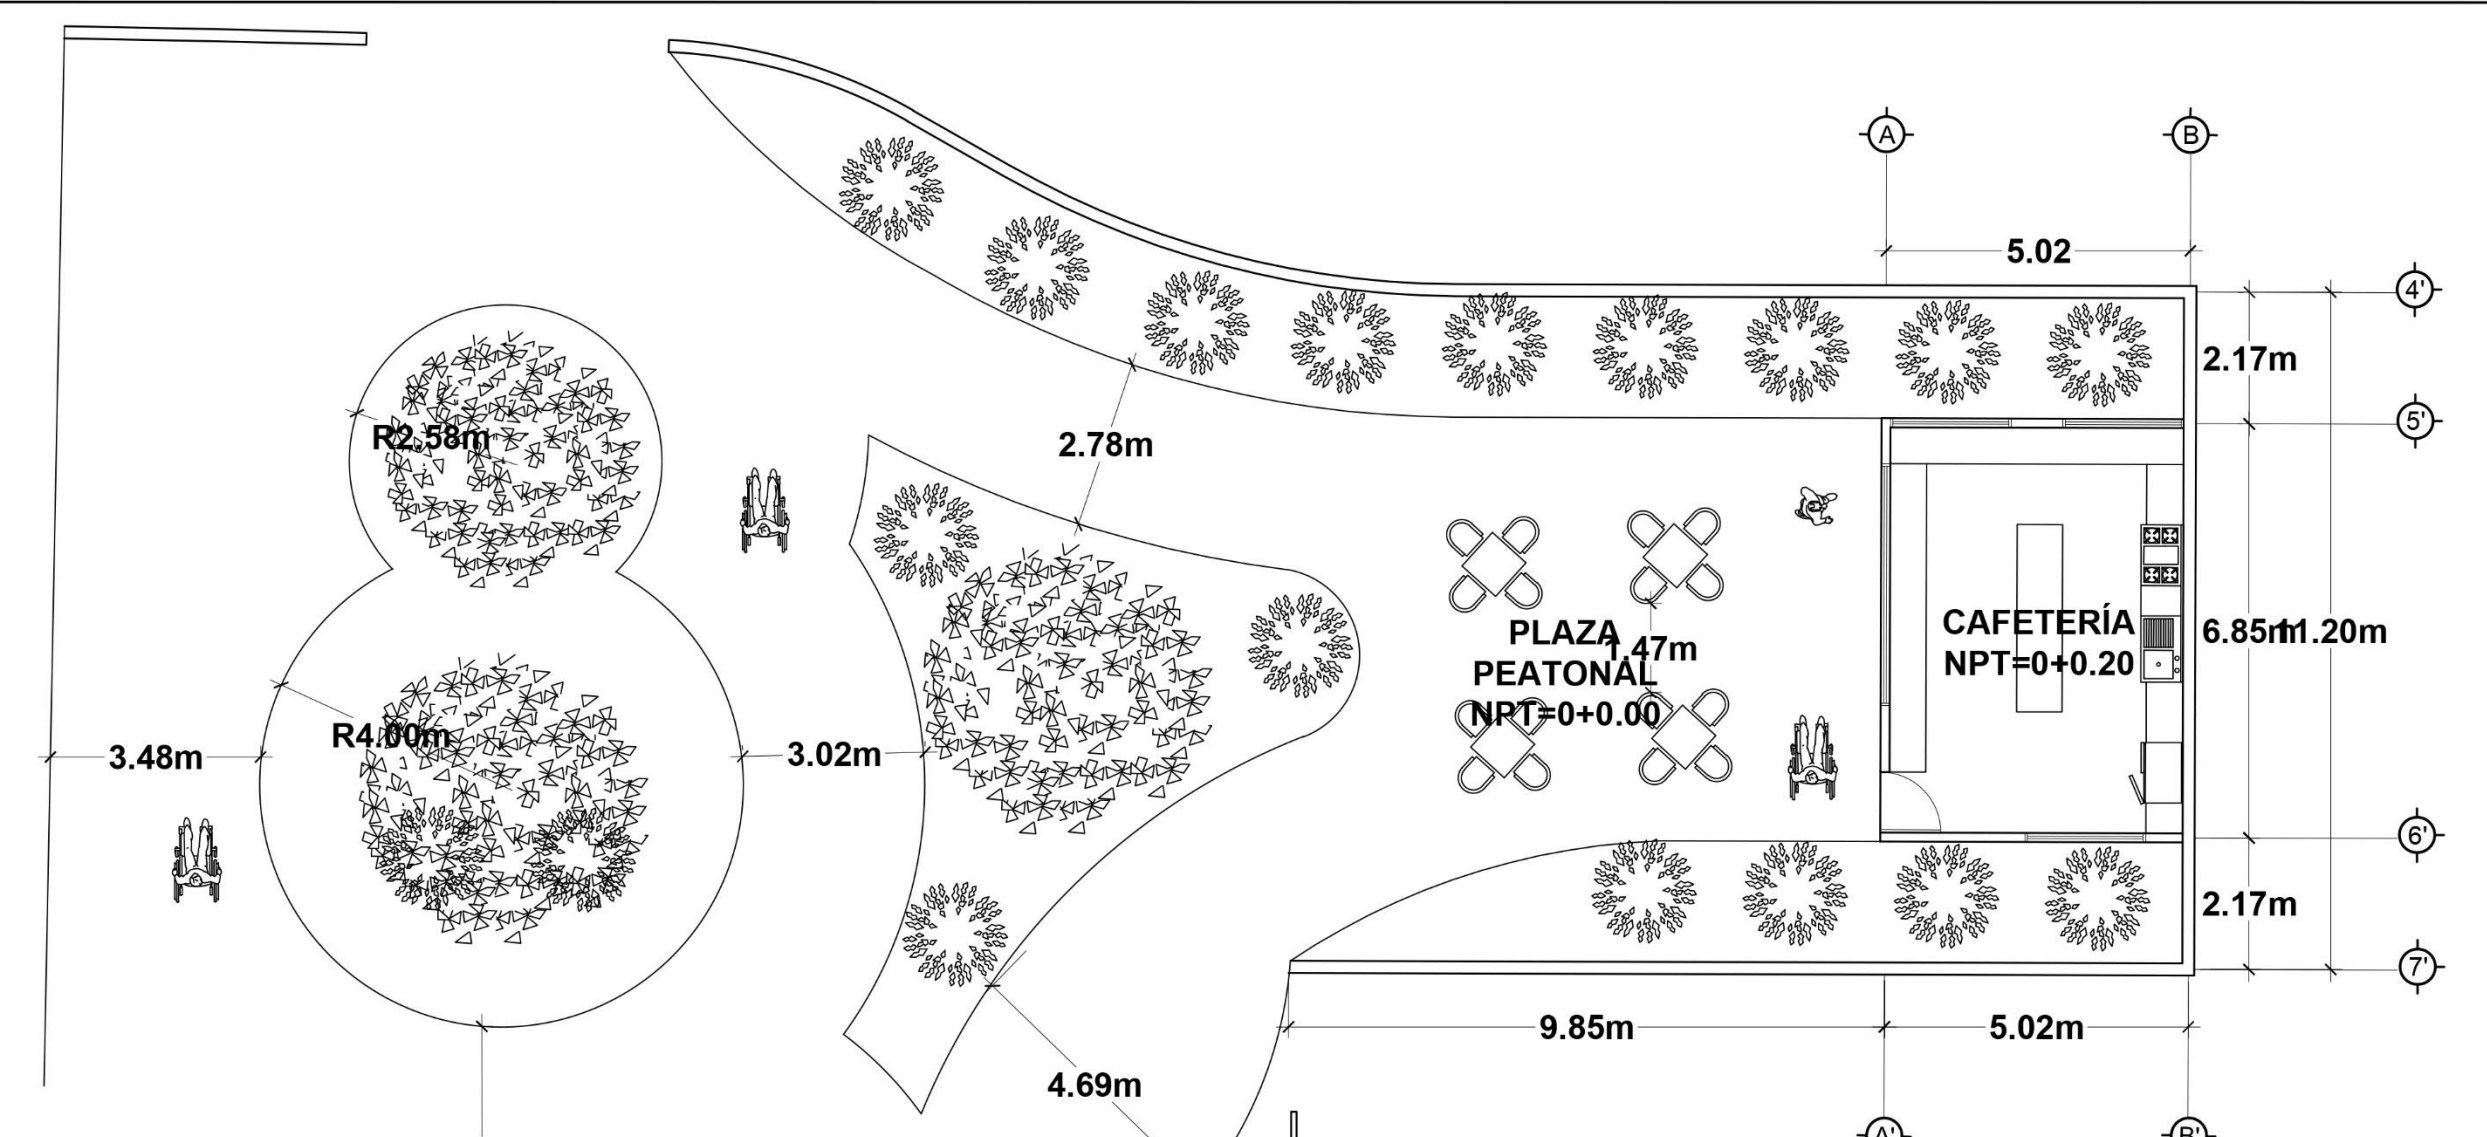 A
B
5.02
4'
2.17m
5'
R2.58m
2.78m
PLAZA
PEATONAL
NPT=0+0.00
1.47m
CAFETERÍA
NPT=0+0.20
6.85m
11.20m
R4.00m
3.48m
3.02m
6'
2.17m
7'
9.85m
5.02m
4.69m
A'
B'